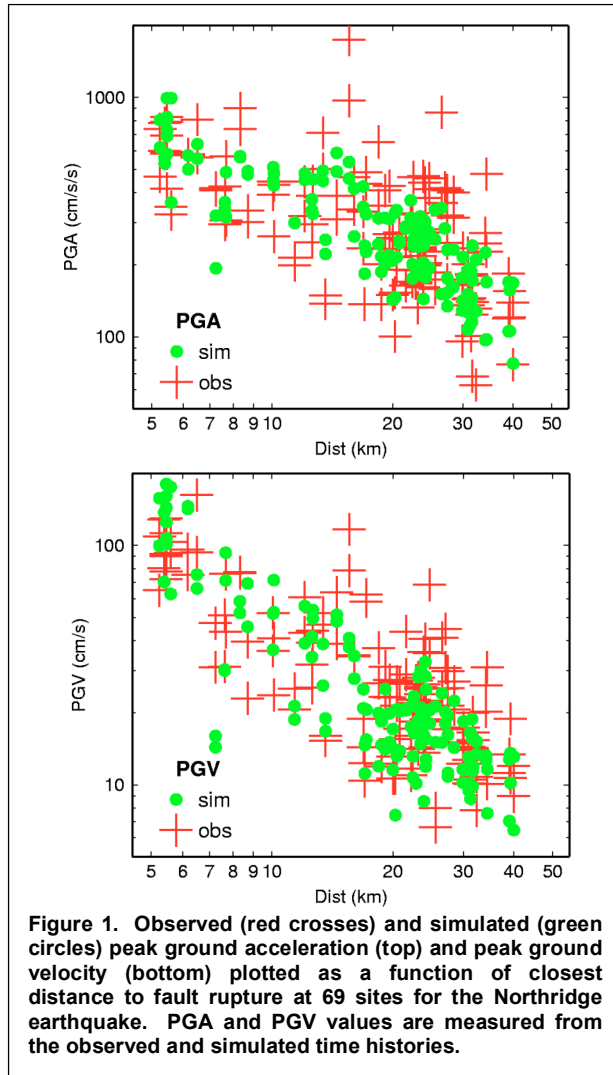 1000
100
PGA (cm/s/s)
PGA
sim
obs
5 6 7 8 9 10 20 30 40 50
Dist (km)
100
10
PGV (cm/s)
PGV
sim
obs
5 6 7 8 9 10 20 30 40 50
Dist (km)
Figure 1. Observed (red crosses) and simulated (green
circles) peak ground acceleration (top) and peak ground
velocity (bottom) plotted as a function of closest
distance to fault rupture at 69 sites for the Northridge
earthquake. PGA and PGV values are measured from
the observed and simulated time histories.